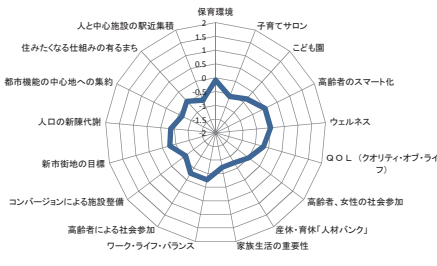 保育環境
子育てサロン
こども園
高齢者のスマート化
ウェルネス
ＱＯＬ（クオリティ・オブ・ライフ）
高齢者、女性の社会参加
産休・育休「人材バンク」
家族生活の重要性
ワーク・ライフ・バランス
高齢者による社会参加
コンバージョンによる施設整備
新市街地の目標
人口の新陳代謝
都市機能の中心地への集約
住みたくなる仕組みの有るまち
人と中心施設の駅近集積
2
1.5
1
0.5
0
-0.5
-1
-1.5
-2